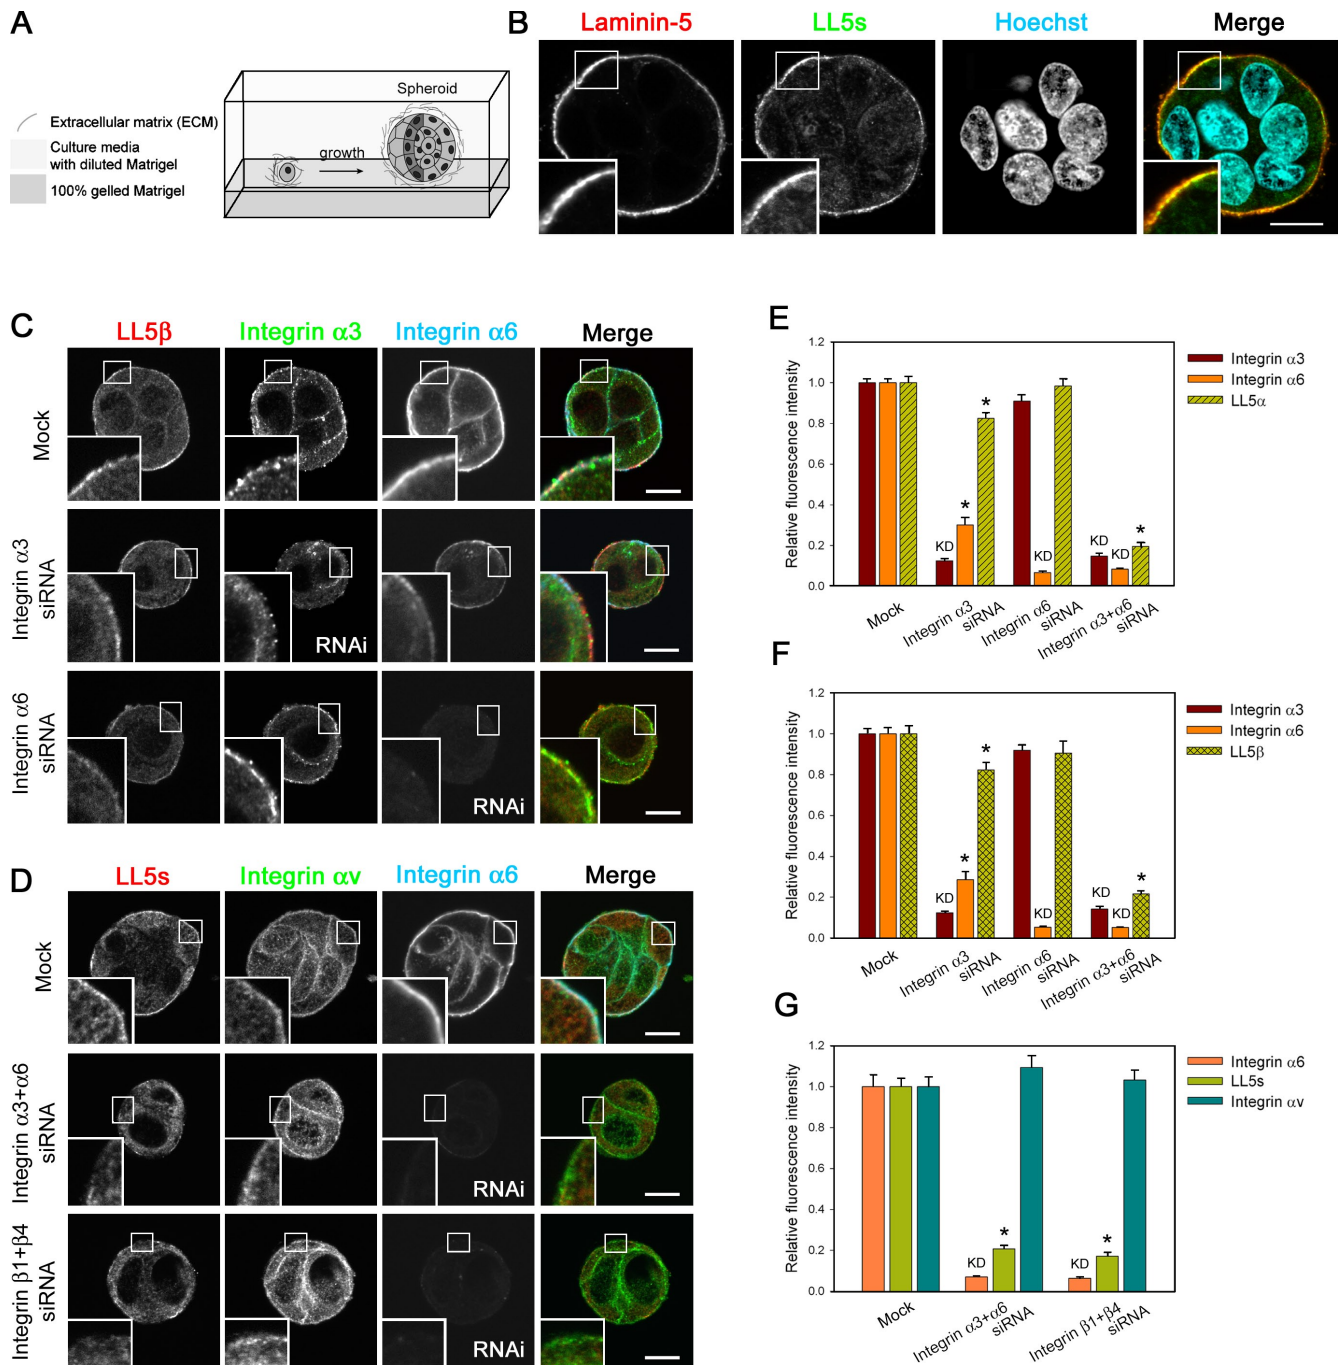 A
Spheroid
growth
Extracellular matrix (ECM)
Culture media
with diluted Matrigel
100% gelled Matrigel
B
Laminin-5
LL5s
Hoechst
Merge
C
LL5β
Integrin α3
Integrin α6
Merge
Mock
Integrin α3
siRNA
RNAi
Integrin α6
siRNA
RNAi
D
LL5s
Integrin αv
Integrin α6
Merge
Mock
Integrin α3+α6
siRNA
RNAi
Integrin β1+β4
siRNA
RNAi
E
Relative fluorescence intensity
1.2
1.0
0.8
0.6
0.4
0.2
0.0
KD
*
*
KD
KD
KD
*
Mock
Integrin α3
siRNA
Integrin α6
siRNA
Integrin α3+α6
siRNA
Integrin α3
Integrin α6
LL5α
F
Relative fluorescence intensity
1.2
1.0
0.8
0.6
0.4
0.2
0.0
KD
*
*
KD
KD
KD
*
Mock
Integrin α3
siRNA
Integrin α6
siRNA
Integrin α3+α6
siRNA
Integrin α3
Integrin α6
LL5β
G
Relative fluorescence intensity
1.2
1.0
0.8
0.6
0.4
0.2
0.0
KD
*
KD
*
Mock
Integrin α3+α6
siRNA
Integrin β1+β4
siRNA
Integrin α6
LL5s
Integrin αv